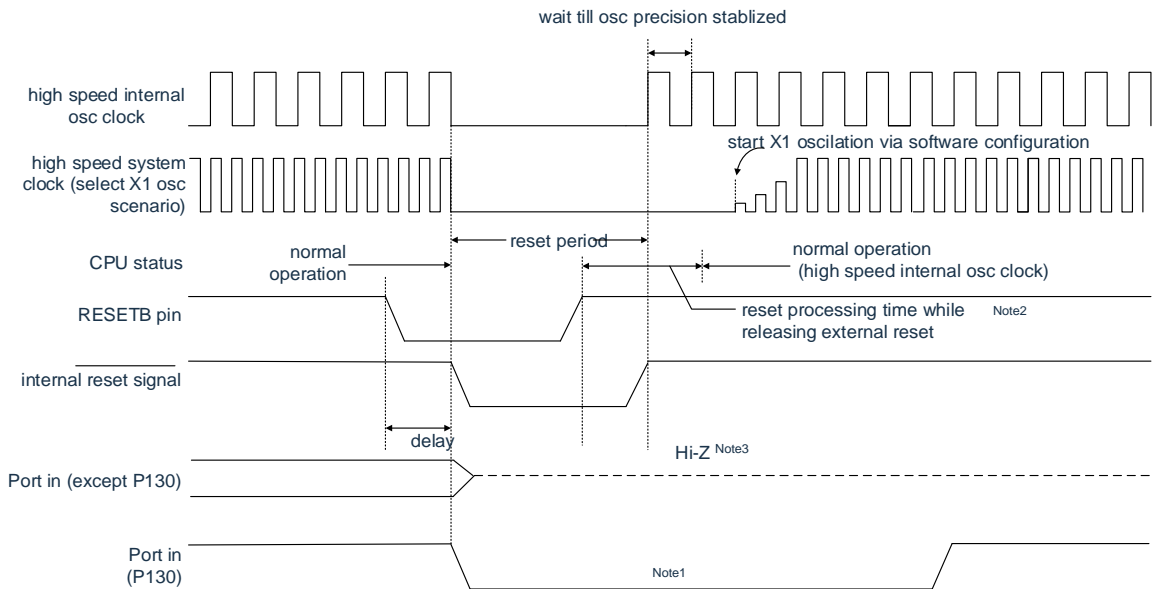 wait till osc precision stablized
high speed internal
osc clock
start X1 oscilation via software configuration
high speed system
clock (select X1 osc
scenario)
reset period
CPU status
normal
operation
normal operation
(high speed internal osc clock)
RESETB pin
reset processing time while Note2
releasing external reset
internal reset signal
delay
Hi-Z Note3
Port in (except P130)
Port in
(P130)
Note1